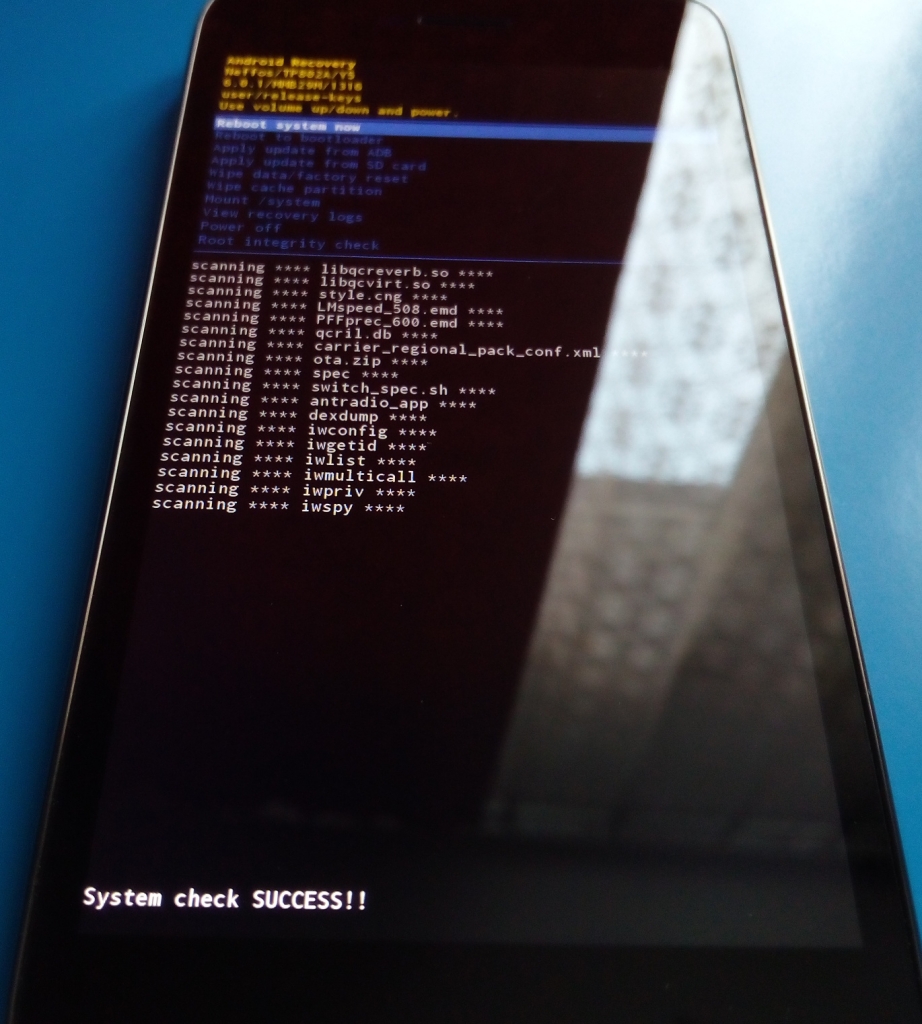 Android Recovery
Neffos/TP802A/Y5
6.0.1/MMB29M/1316
user/release-keys
Use volume up/down and power.
Reboot system now
Reboot to bootloader
Apply update from ADB
Apply update from SD card
Wipe data/factory reset
Wipe cache partition
Mount /system
View recovery logs
Power off
Root integrity check
scanning **** libqcreverb.so ****
scanning **** libqcvirt.so ****
scanning **** style.cng ****
scanning **** LMspeed_508.emd ****
scanning **** PFFprec_600.emd ****
scanning **** qcril.db ****
scanning **** carrier_regional_pack_conf.xml ****
scanning **** ota.zip ****
scanning **** spec ****
scanning **** switch_spec.sh ****
scanning **** antradio_app ****
scanning **** dexdump ****
scanning **** iwconfig ****
scanning **** iwgetid ****
scanning **** iwlist ****
scanning **** iwmulticall ****
scanning **** iwpriv ****
scanning **** iwspy ****
System check SUCCESS!!